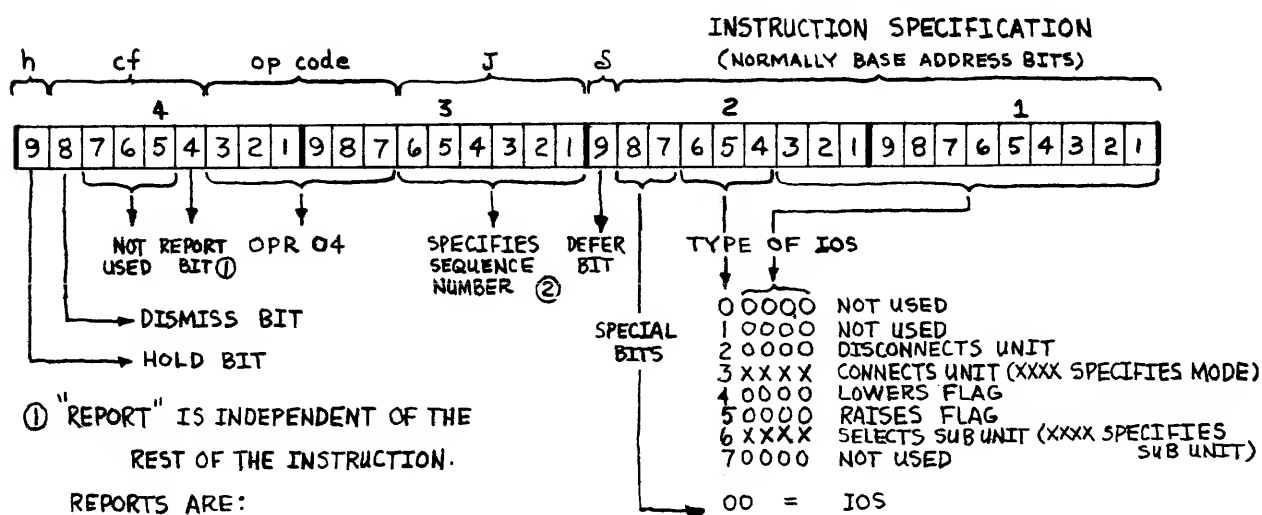 INSTRUCTION SPECIFICATION
h cf op code J S (NORMALLY BASE ADDRESS BITS)
4 3 2 1
9 8 7 6 5 4 3 2 1 9 8 7 6 5 4 3 2 1 9 8 7 6 5 4 3 2 1 9 8 7 6 5 4 3 2 1
NOT REPORT OPR 04 SPECIFIES DEFER TYPE OF IOS
USED BIT① SEQUENCE BIT
NUMBER ②
0 0000 NOT USED
DISMISS BIT SPECIAL 1 0000 NOT USED
BITS 2 0000 DISCONNECTS UNIT
HOLD BIT 3 XXXX CONNECTS UNIT (XXXX SPECIFIES MODE)
4 0000 LOWERS FLAG
① "REPORT" IS INDEPENDENT OF THE 5 0000 RAISES FLAG
6 XXXX SELECTS SUB UNIT (XXXX SPECIFIES
SUB UNIT)
REST OF THE INSTRUCTION. 7 0000 NOT USED
REPORTS ARE: 00 = IOS